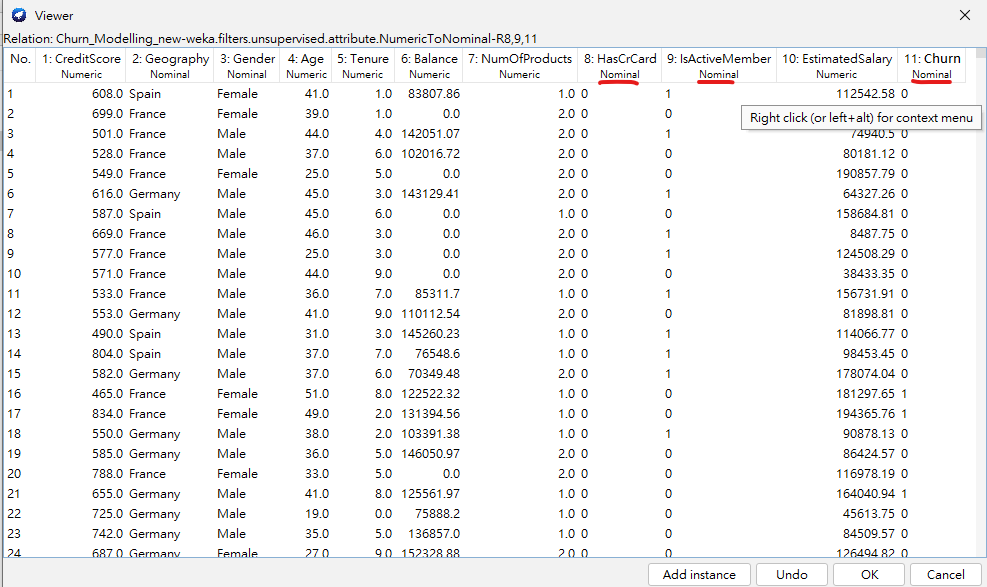 Viewer
Relation: Churn_Modelling_new-weka.filters.unsupervised.attribute.NumericToNominal-R8,9,11
No. 1: CreditScore 2: Geography 3: Gender 4: Age 5: Tenure 6: Balance 7: NumOfProducts 8: HasCrCard 9: IsActiveMember 10: EstimatedSalary 11: Churn
Numeric Nominal Nominal Numeric Numeric Numeric Numeric Nominal Nominal Numeric Nominal
1 608.0 Spain Female 41.0 1.0 83807.86 1.0 0 1 112542.58 0
2 699.0 France Female 39.0 1.0 0.0 2.0 0 0
Right click (or left+alt) for context menu
3 501.0 France Male 44.0 4.0 142051.07 2.0 0 1 74940.5 0
4 528.0 France Male 37.0 6.0 102016.72 2.0 0 0 80181.12 0
5 549.0 France Female 25.0 5.0 0.0 2.0 0 0 190857.79 0
6 616.0 Germany Male 45.0 3.0 143129.41 2.0 0 1 64327.26 0
7 587.0 Spain Male 45.0 6.0 0.0 1.0 0 0 158684.81 0
8 669.0 France Male 46.0 3.0 0.0 2.0 0 1 8487.75 0
9 577.0 France Male 25.0 3.0 0.0 2.0 0 1 124508.29 0
10 571.0 France Male 44.0 9.0 0.0 2.0 0 0 38433.35 0
11 533.0 France Male 36.0 7.0 85311.7 1.0 0 1 156731.91 0
12 553.0 Germany Male 41.0 9.0 110112.54 2.0 0 0 81898.81 0
13 490.0 Spain Male 31.0 3.0 145260.23 1.0 0 1 114066.77 0
14 804.0 Spain Male 37.0 7.0 76548.6 1.0 0 1 98453.45 0
15 582.0 Germany Male 37.0 6.0 70349.48 2.0 0 1 178074.04 0
16 465.0 France Female 51.0 8.0 122522.32 1.0 0 0 181297.65 1
17 834.0 France Female 49.0 2.0 131394.56 1.0 0 0 194365.76 1
18 550.0 Germany Male 38.0 2.0 103391.38 1.0 0 1 90878.13 0
19 585.0 Germany Male 36.0 5.0 146050.97 2.0 0 0 86424.57 0
20 788.0 France Female 33.0 5.0 0.0 2.0 0 0 116978.19 0
21 655.0 Germany Male 41.0 8.0 125561.97 1.0 0 0 164040.94 1
22 725.0 Germany Male 19.0 0.0 75888.2 1.0 0 0 45613.75 0
23 742.0 Germany Male 35.0 5.0 136857.0 1.0 0 0 84509.57 0
24 687.0 Germany Female 27.0 9.0 152328.88 2.0 0 0 126494.82 0
Add instance Undo OK Cancel